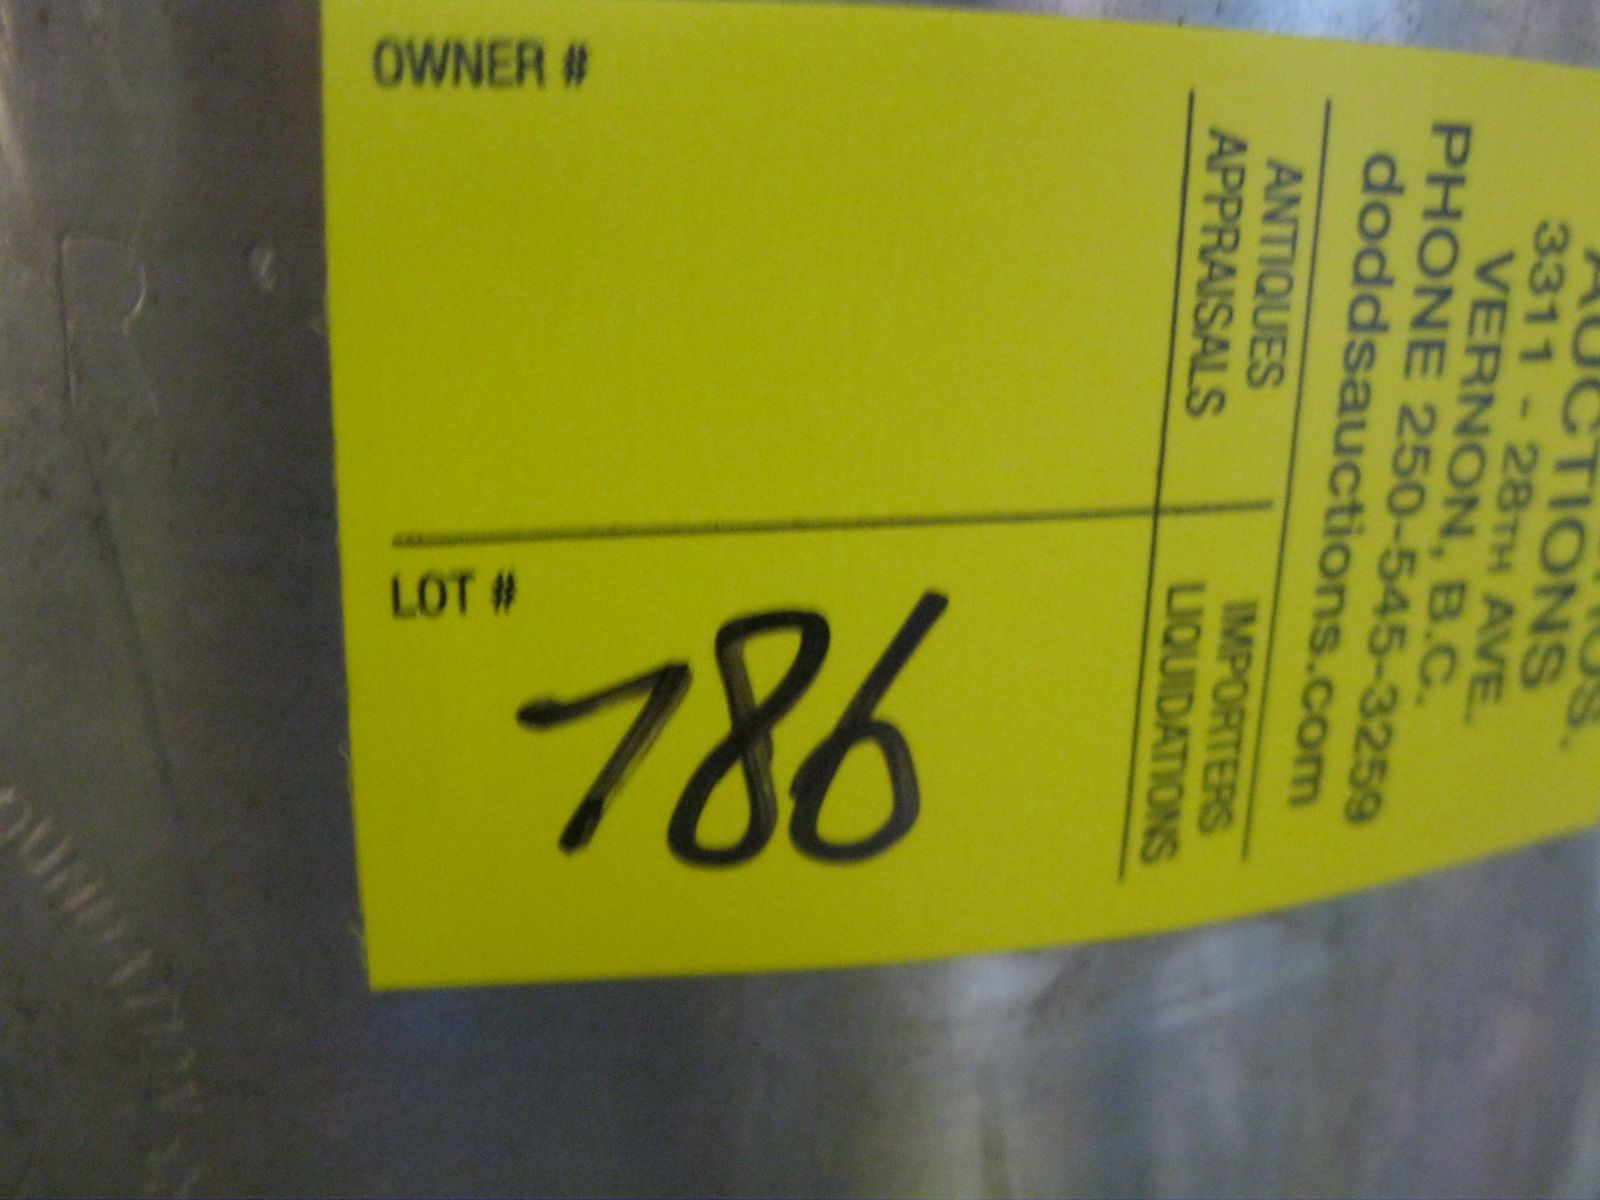 OWNER #
LOT #
786
AUCTIONS
3311 - 28TH AVE.
VERNON, B.C.
PHONE 250-545-3259
doddsauctions.com
ANTIQUES
APPRAISALS
IMPORTERS
LIQUIDATIONS